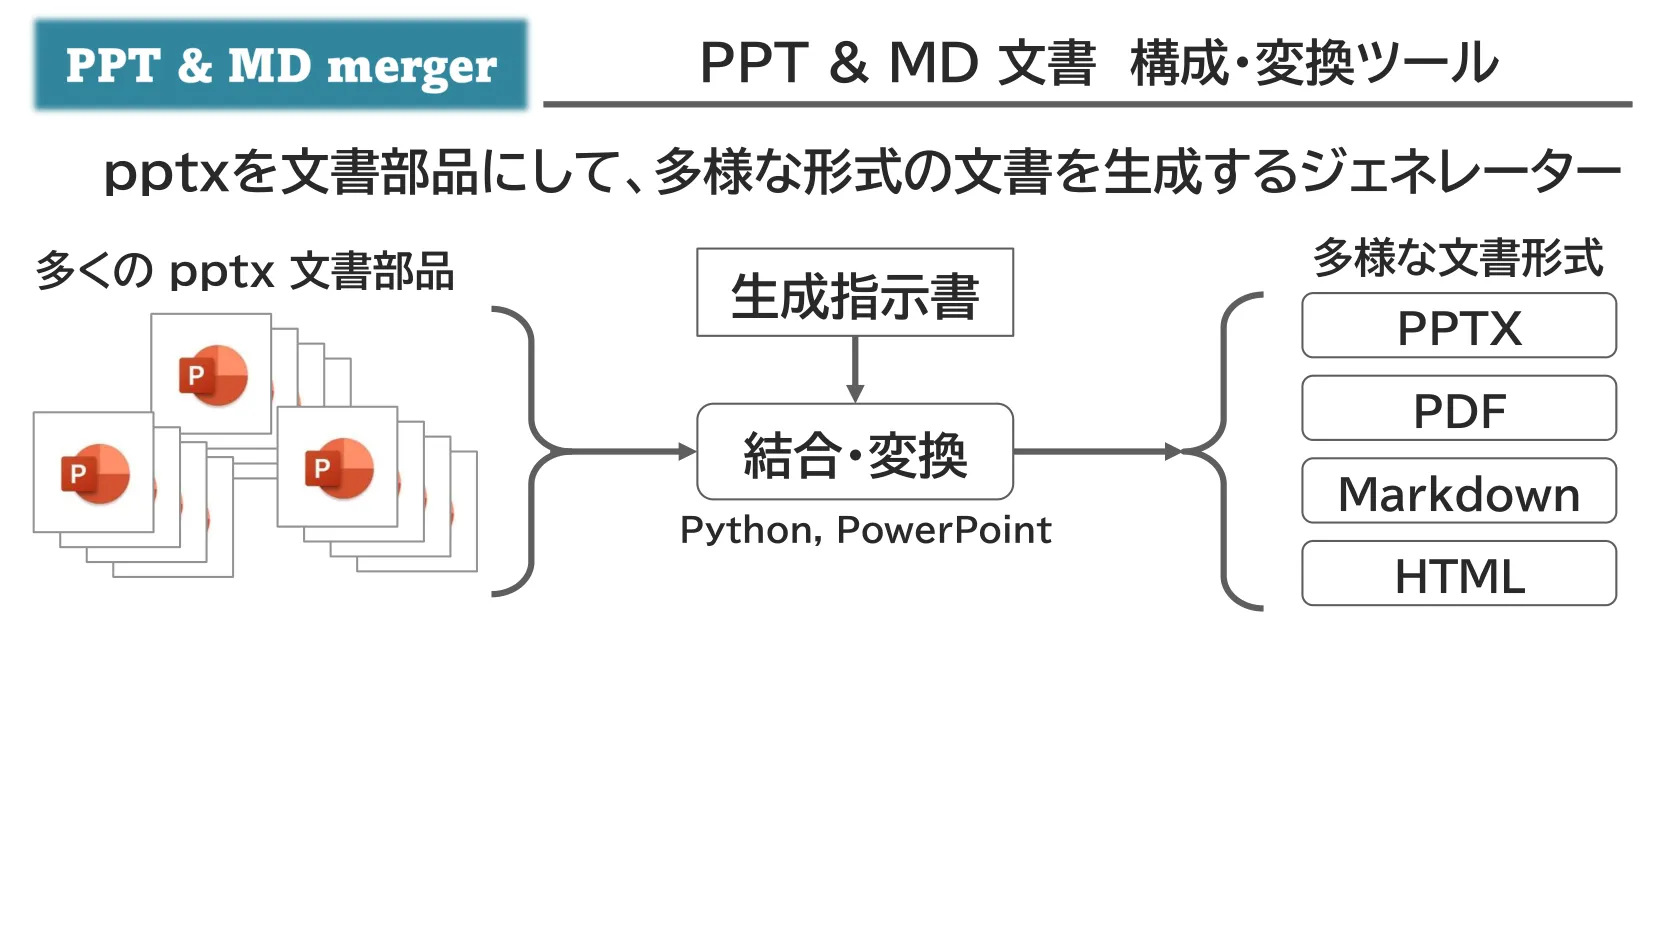 PPT & MD merger
PPT & MD 文書 構成・変換ツール
pptxを文書部品にして、多様な形式の文書を生成するジェネレーター
多くの pptx 文書部品
P
P
P
生成指示書
結合・変換
Python, PowerPoint
多様な文書形式
PPTX
PDF
Markdown
HTML